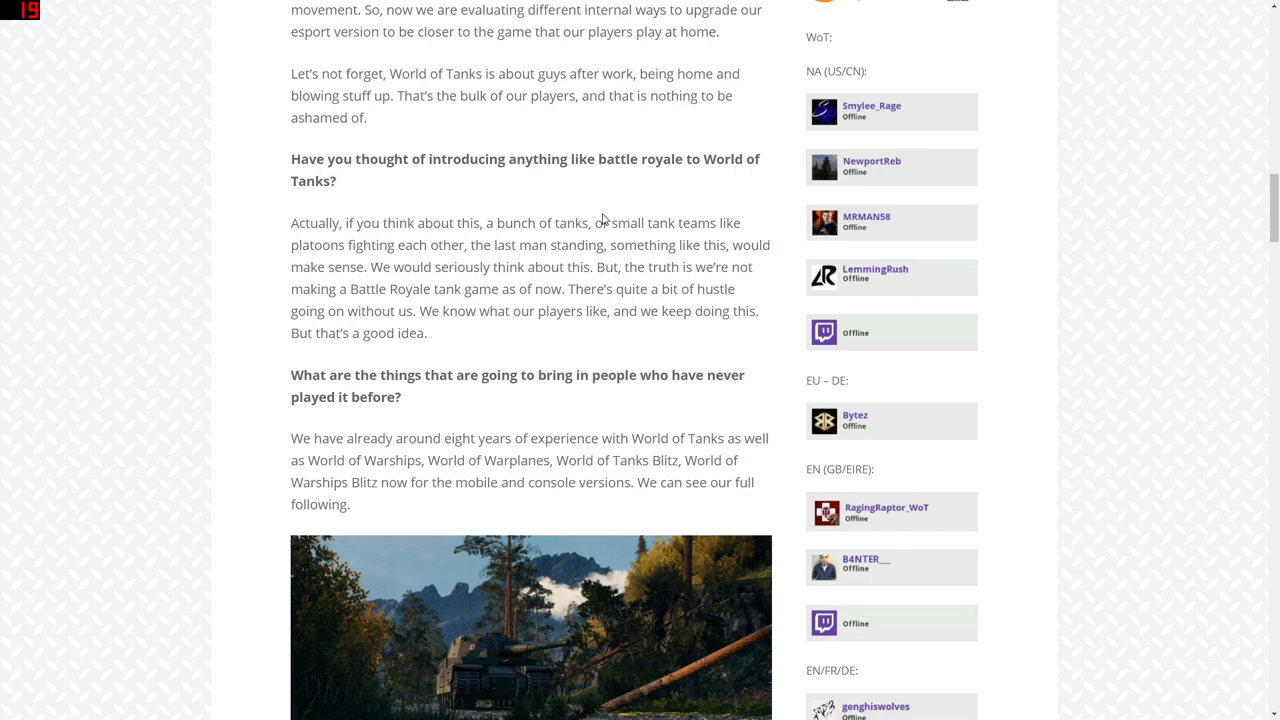 19
movement. So, now we are evaluating different internal ways to upgrade our
esport version to be closer to the game that our players play at home.
Let’s not forget, World of Tanks is about guys after work, being home and
blowing stuff up. That’s the bulk of our players, and that is nothing to be
ashamed of.
Have you thought of introducing anything like battle royale to World of
Tanks?
Actually, if you think about this, a bunch of tanks, or small tank teams like
platoons fighting each other, the last man standing, something like this, would
make sense. We would seriously think about this. But, the truth is we’re not
making a Battle Royale tank game as of now. There’s quite a bit of hustle
going on without us. We know what our players like, and we keep doing this.
But that’s a good idea.
What are the things that are going to bring in people who have never
played it before?
We have already around eight years of experience with World of Tanks as well
as World of Warships, World of Warplanes, World of Tanks Blitz, World of
Warships Blitz now for the mobile and console versions. We can see our full
following.
WoT:
NA (US/CN):
Smylee_Rage
Offline
NewportReb
Offline
MRMAN58
Offline
LemmingRush
Offline
Offline
EU – DE:
Bytez
Offline
EN (GB/EIRE):
RagingRaptor_WoT
Offline
B4NTER__
Offline
Offline
EN/FR/DE:
genghiswolves
Offline